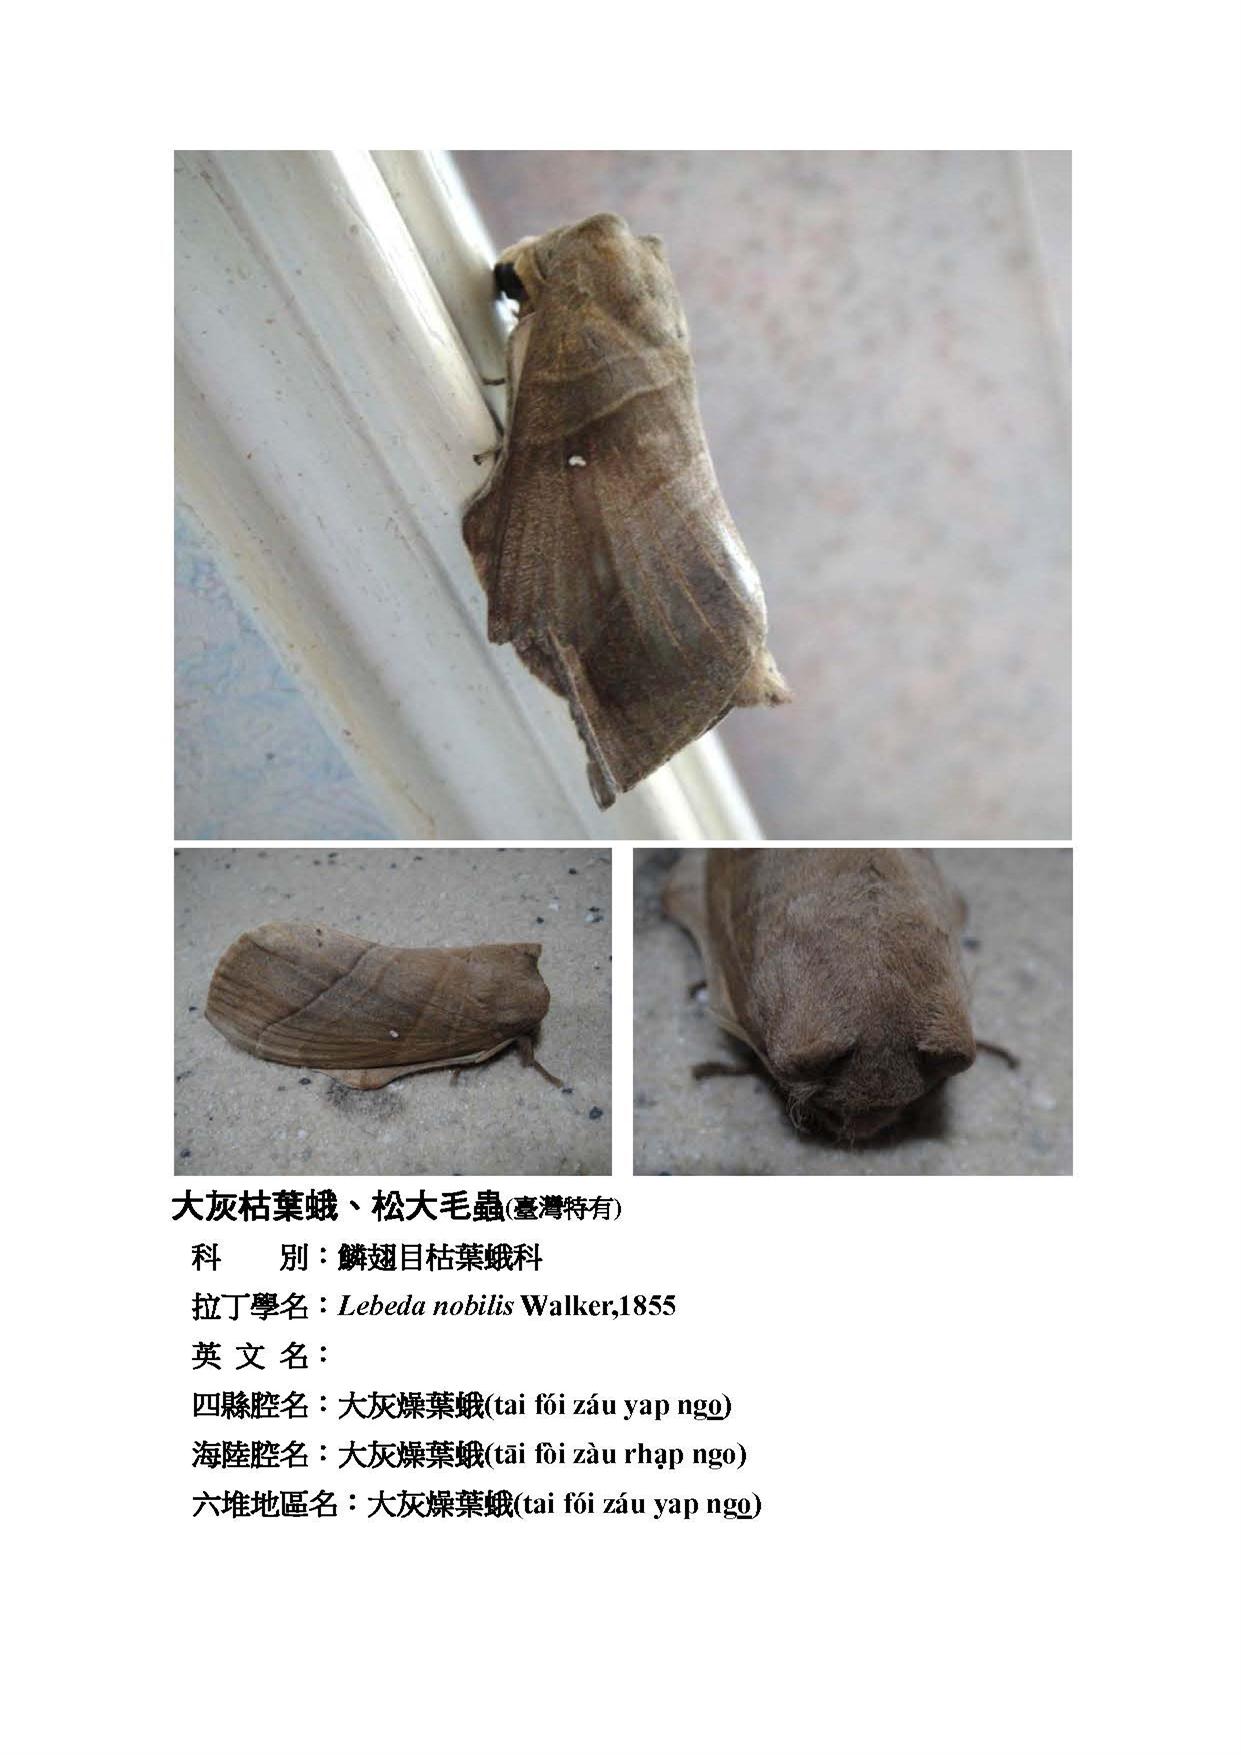 大灰枯葉蛾、松大毛蟲(臺灣特有)
科　　別：鱗翅目枯葉蛾科
拉丁學名：Lebeda nobilis Walker,1855
英 文 名：
四縣腔名：大灰燥葉蛾(tai fói záu yap ngo̲)
海陸腔名：大灰燥葉蛾(tāi fòi zàu rhạp ngo)
六堆地區名：大灰燥葉蛾(tai fói záu yap ngo̲)